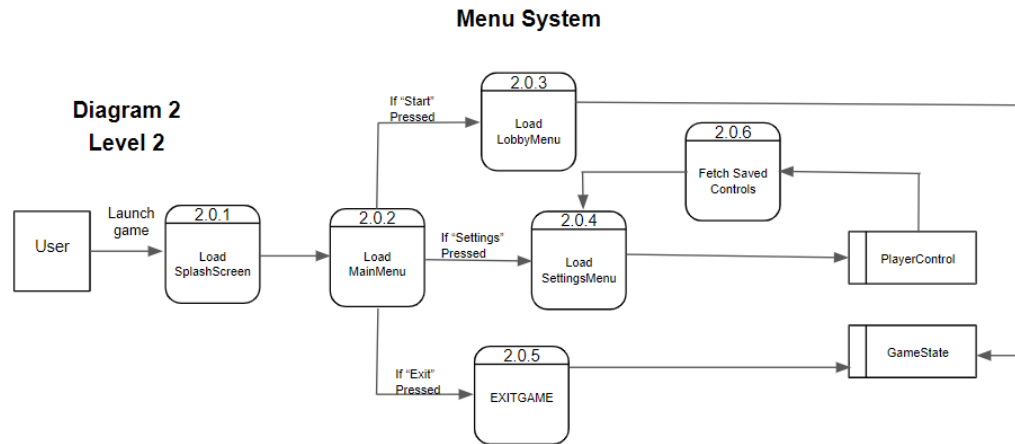 Menu System
Diagram 2
Level 2
If “Start”
Pressed
2.0.3
Load
LobbyMenu
2.0.6
Fetch Saved
Controls
User
Launch
game
2.0.1
Load
SplashScreen
2.0.2
Load
MainMenu
If “Settings”
Pressed
2.0.4
Load
SettingsMenu
PlayerControl
If “Exit”
Pressed
2.0.5
EXITGAME
GameState